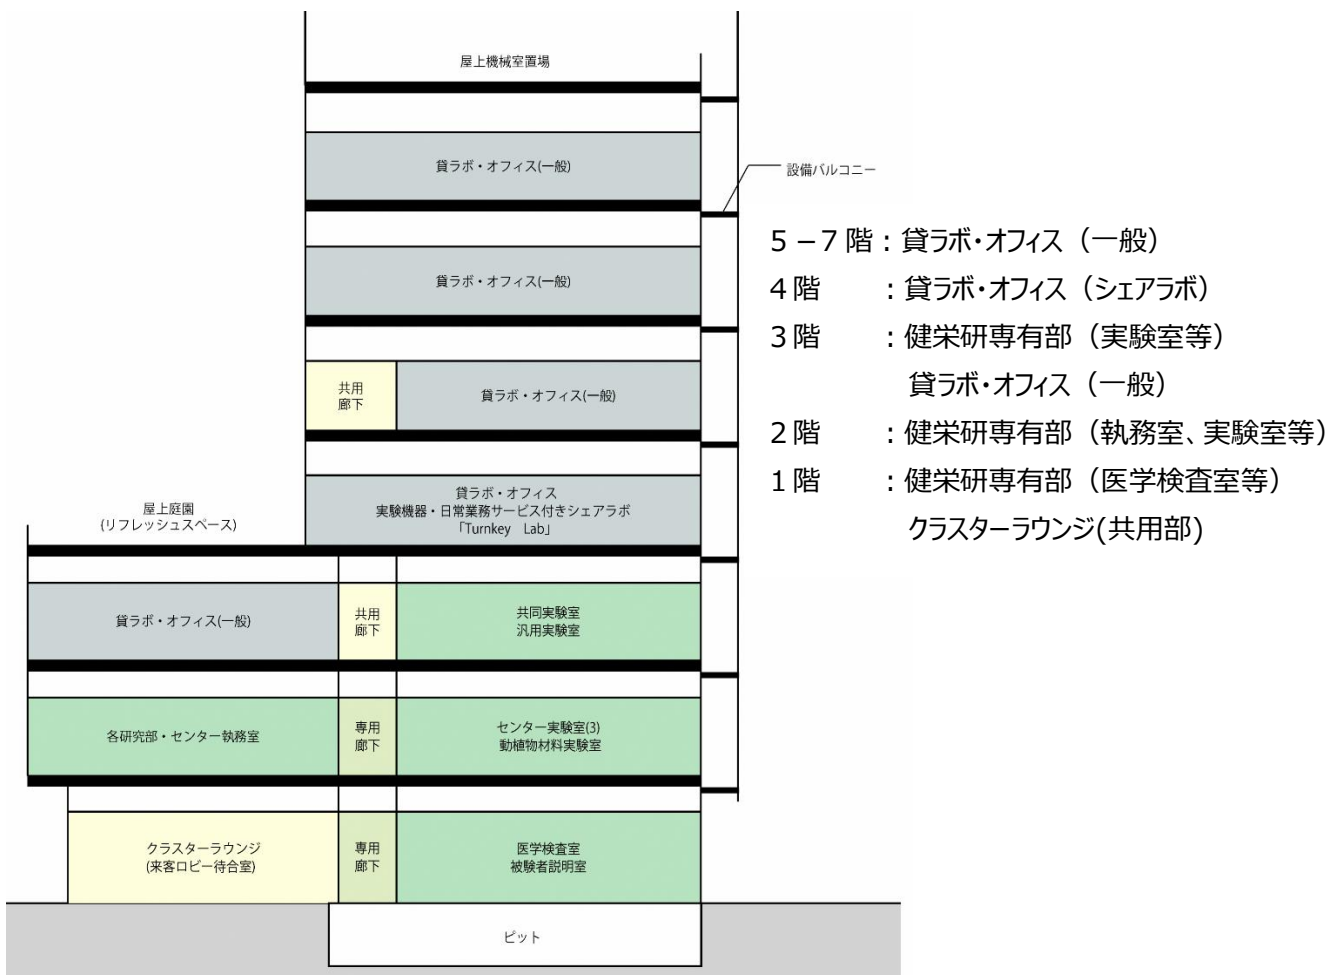 屋上機械室置場
貸ラボ・オフィス(一般)
設備バルコニー
貸ラボ・オフィス(一般)
共用
廊下
貸ラボ・オフィス(一般)
屋上庭園
(リフレッシュスペース)
貸ラボ・オフィス
実験機器・日常業務サービス付きシェアラボ
「Turnkey Lab」
貸ラボ・オフィス(一般)
共用
廊下
共同実験室
汎用実験室
各研究部・センター執務室
専用
廊下
センター実験室(3)
動植物材料実験室
クラスターラウンジ
(来客ロビー待合室)
専用
廊下
医学検査室
被験者説明室
ピット
5－7階：貸ラボ・オフィス（一般）
4階　　：貸ラボ・オフィス（シェアラボ）
3階　　：健栄研専有部（実験室等）
貸ラボ・オフィス（一般）
2階　　：健栄研専有部（執務室、実験室等）
1階　　：健栄研専有部（医学検査室等）
クラスターラウンジ(共用部)